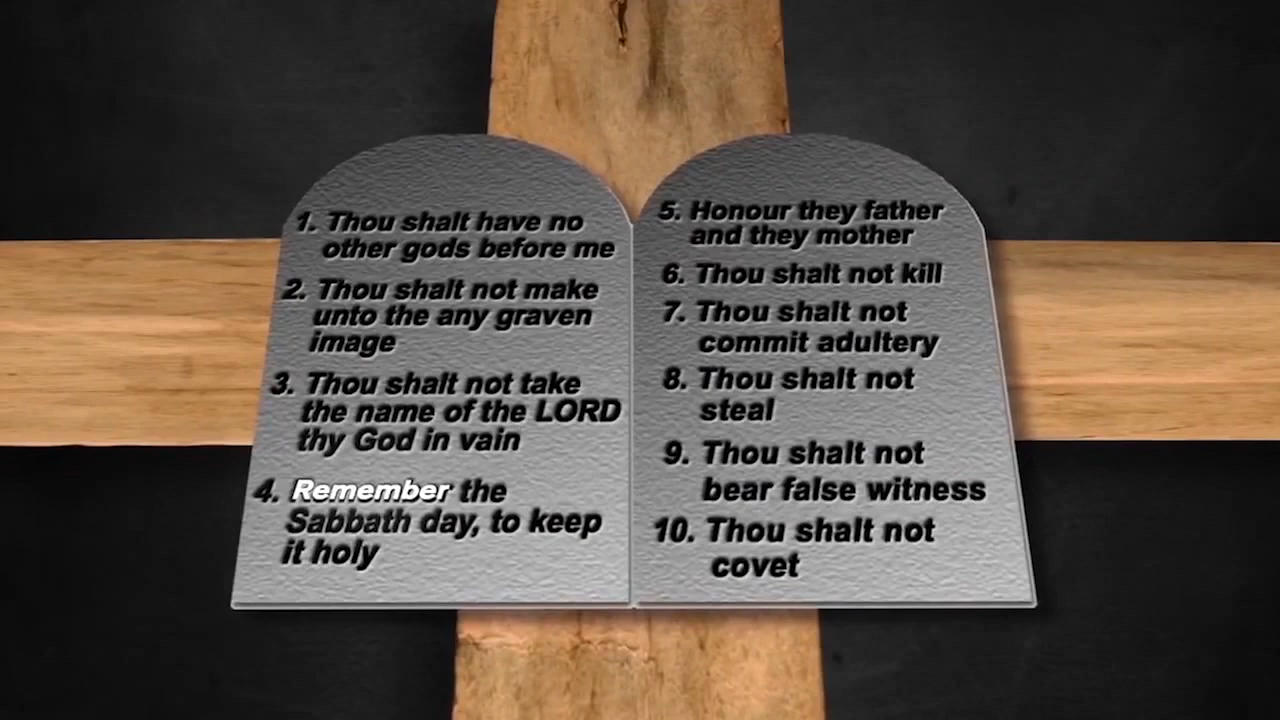 1. Thou shalt have no
other gods before me
2. Thou shalt not make
unto the any graven
image
3. Thou shalt not take
the name of the LORD
thy God in vain
4. Remember the
Sabbath day, to keep
it holy
5. Honour they father
and they mother
6. Thou shalt not kill
7. Thou shalt not
commit adultery
8. Thou shalt not
steal
9. Thou shalt not
bear false witness
10. Thou shalt not
covet